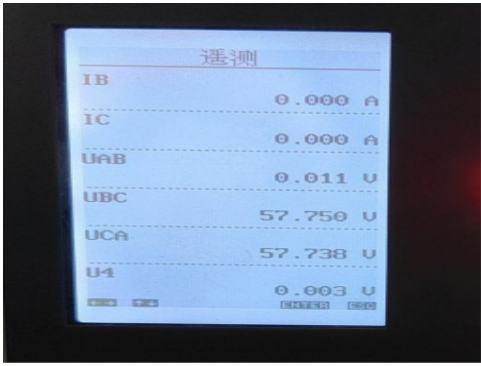 遥测
IB
0.000 A
IC
0.000 A
UAB
0.011 V
UBC
57.750 V
UCA
57.738 V
U4
0.003 V
←→ ↑↓ ENTER ESC